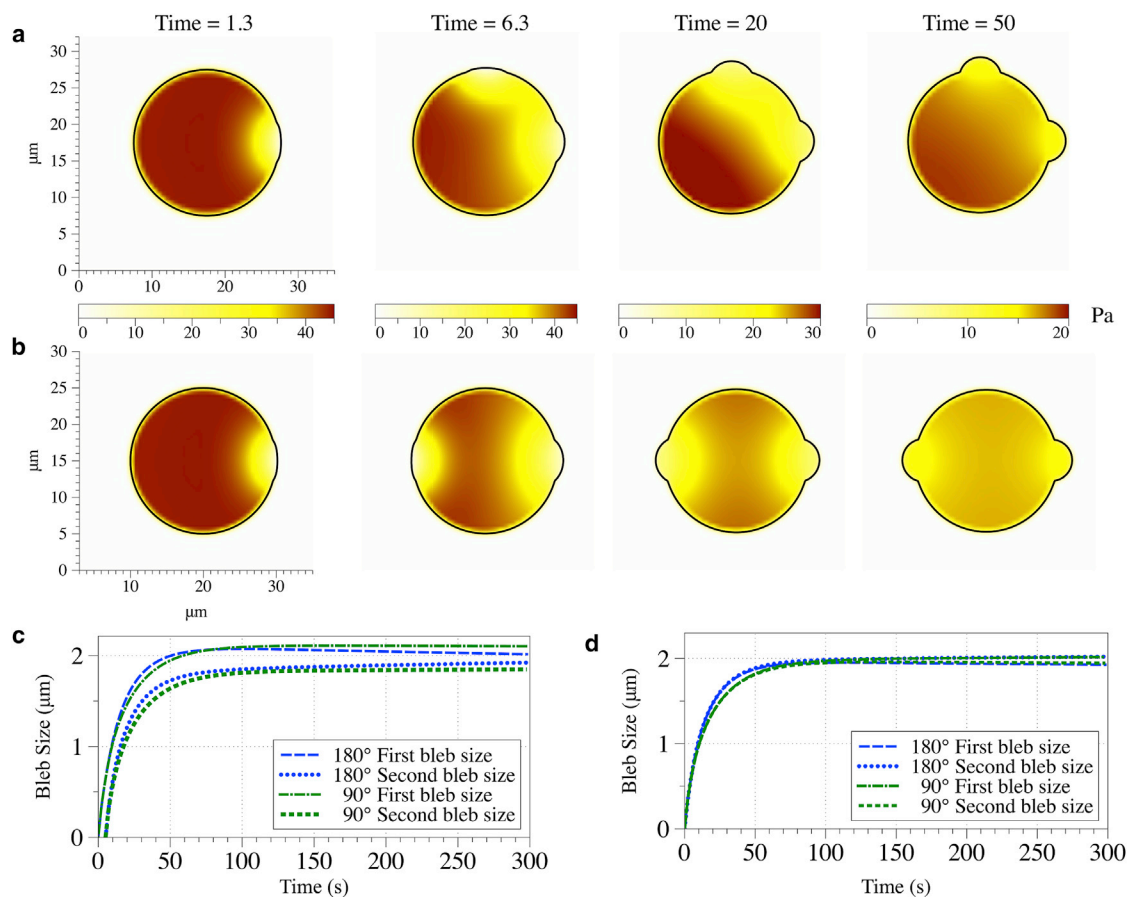 Time = 1.3 Time = 6.3 Time = 20 Time = 50
a
30
25
20
15
10
5
0
μm
0 10 20 30
0 10 20 30 40 0 10 20 30 40 0 10 20 30 0 10 20 Pa
b
30
25
20
15
10
5
0
μm
10 20 30
μm
c
2
1
0
Bleb Size (μm)
180° First bleb size
180° Second bleb size
90° First bleb size
90° Second bleb size
0 50 100 150 200 250 300
Time (s)
d
3
2
1
0
Bleb Size (μm)
180° First bleb size
180° Second bleb size
90° First bleb size
90° Second bleb size
0 50 100 150 200 250 300
Time (s)